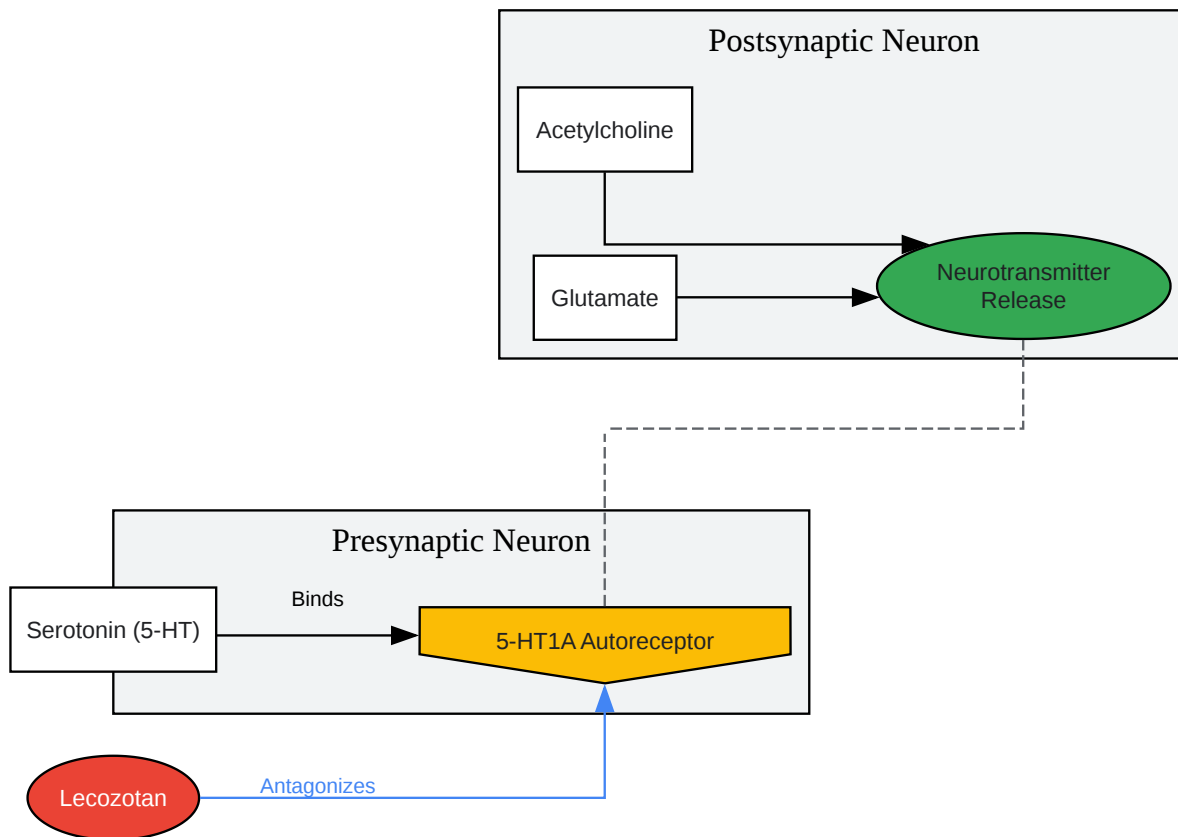 Postsynaptic Neuron
Acetylcholine
Glutamate
Neurotransmitter
Release
Presynaptic Neuron
Binds
Serotonin (5-HT)
5-HT1A Autoreceptor
Antagonizes
Lecozotan